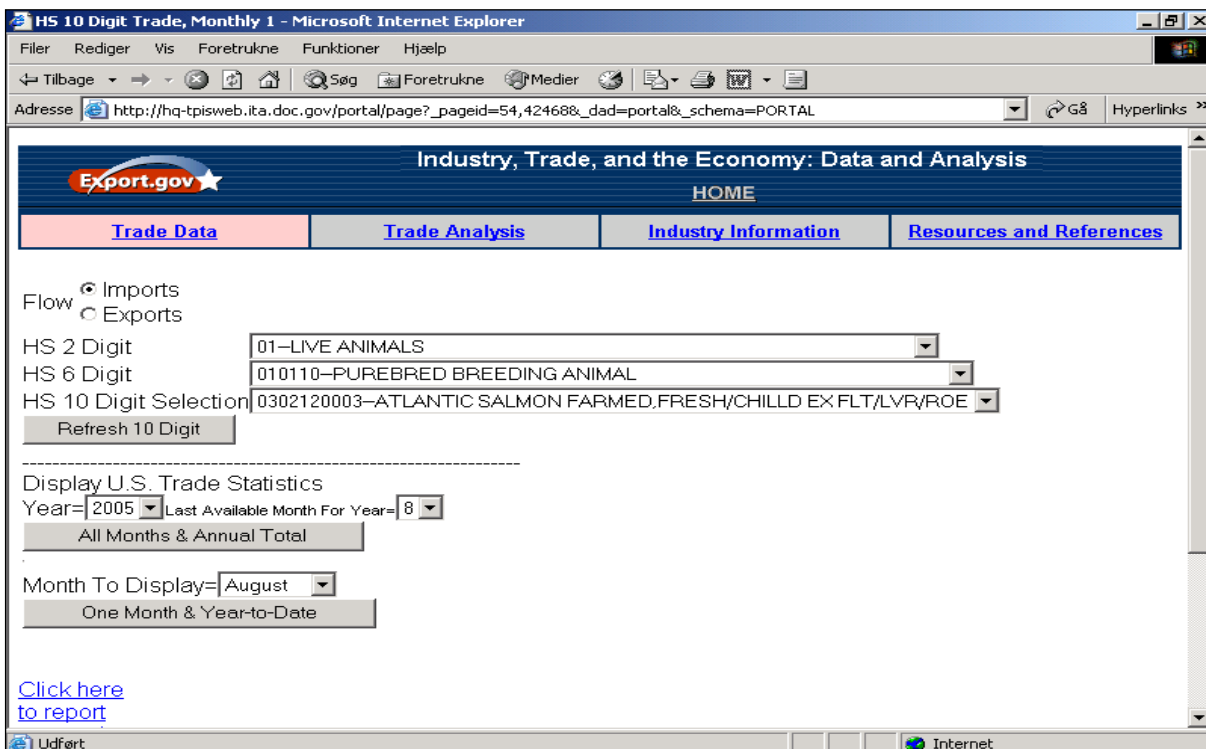 HS 10 Digit Trade, Monthly 1 - Microsoft Internet Explorer
Filer Rediger Vis Foretrukne Funktioner Hjælp
Tilbage Søg Foretrukne Medier
Adresse http://hq-tpisweb.ita.doc.gov/portal/page?_pageid=54,42468&_dad=portal&_schema=PORTAL Gå Hyperlinks »
Export.gov
Industry, Trade, and the Economy: Data and Analysis
HOME
Trade Data Trade Analysis Industry Information Resources and References
Flow
Imports
Exports
HS 2 Digit 01--LIVE ANIMALS
HS 6 Digit 010110--PUREBRED BREEDING ANIMAL
HS 10 Digit Selection 0302120003--ATLANTIC SALMON FARMED,FRESH/CHILLD EX FLT/LVR/ROE
Refresh 10 Digit
------------------------------------------------------------------
Display U.S. Trade Statistics
Year= 2005 Last Available Month For Year= 8
All Months & Annual Total
.
Month To Display= August
One Month & Year-to-Date
Click here
to report
Udført Internet